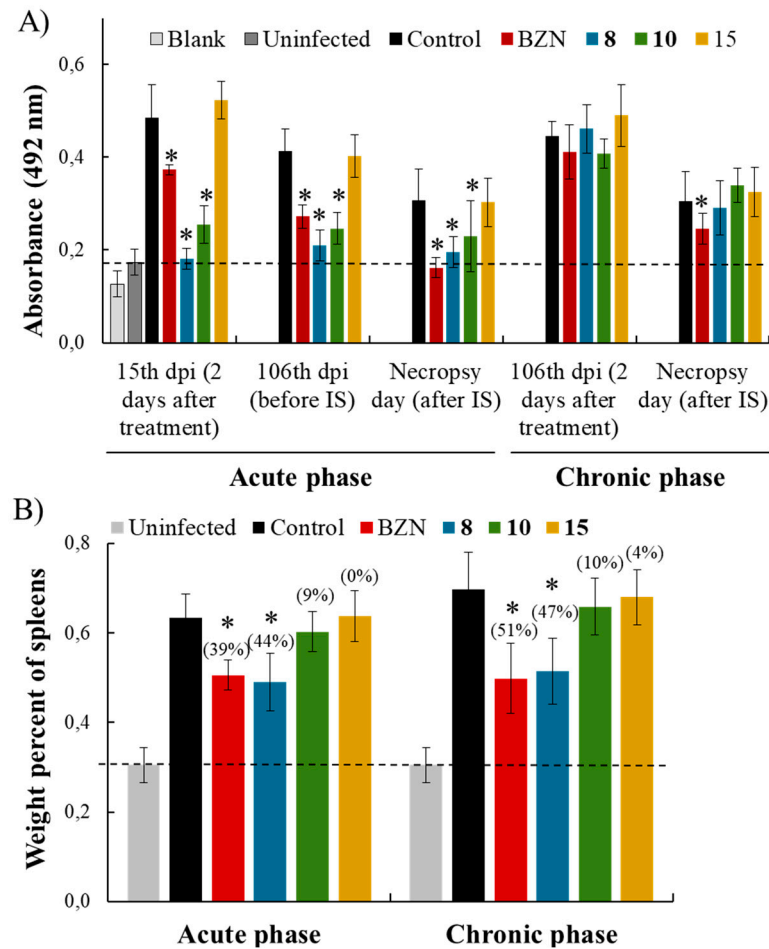 A)
Blank Uninfected Control BZN 8 10 15
Absorbance (492 nm)
0,6
0,4
0,2
0,0
* * * * * * * * * *
15th dpi (2 days after treatment)
106th dpi (before IS)
Necropsy day (after IS)
106th dpi (2 days after treatment)
Necropsy day (after IS)
Acute phase
Chronic phase
B)
Uninfected Control BZN 8 10 15
Weight percent of spleens
0,8
0,6
0,4
0,2
0,0
* * * *
(39%) (44%) (9%) (0%)
(51%) (47%) (10%) (4%)
Acute phase
Chronic phase